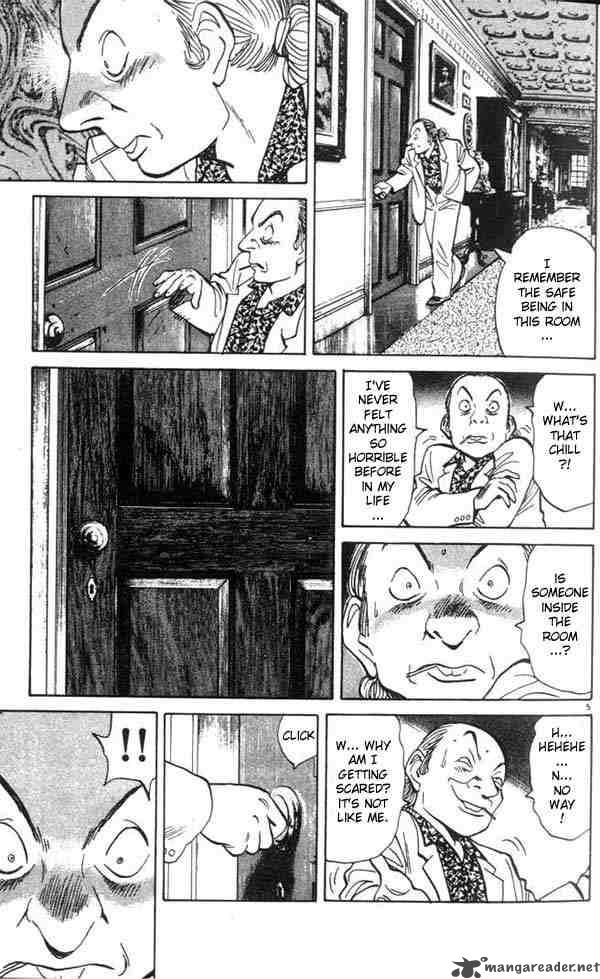 I
REMEMBER
THE SAFE
BEING IN
THIS ROOM
...
W...
WHAT'S
THAT
CHILL
?!
I'VE
NEVER
FELT
ANYTHING
SO
HORRIBLE
BEFORE
IN MY
LIFE
...
IS
SOMEONE
INSIDE
THE
ROOM
...?
5
H...
HEHEHE
...
N...
NO
WAY
!
W... WHY
AM I
GETTING
SCARED?
IT'S NOT
LIKE ME.
CLICK
!!
mangareader.net